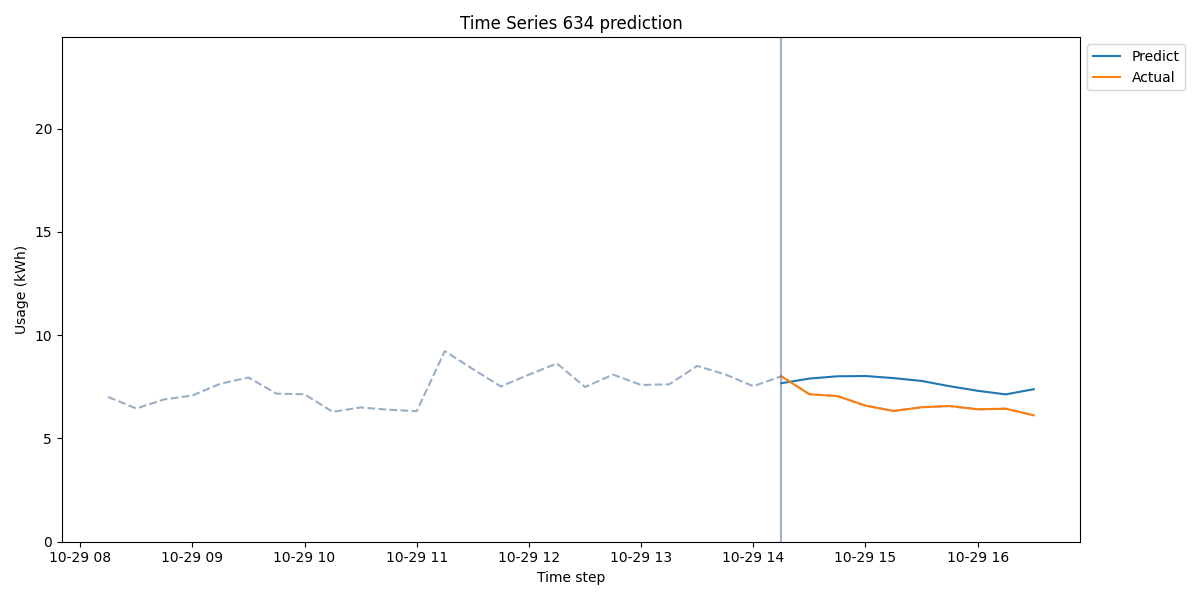 Time Series 634 prediction
Predict
Actual
Usage (kWh)
20
15
10
5
0
10-29 08
10-29 09
10-29 10
10-29 11
10-29 12
10-29 13
10-29 14
10-29 15
10-29 16
Time step